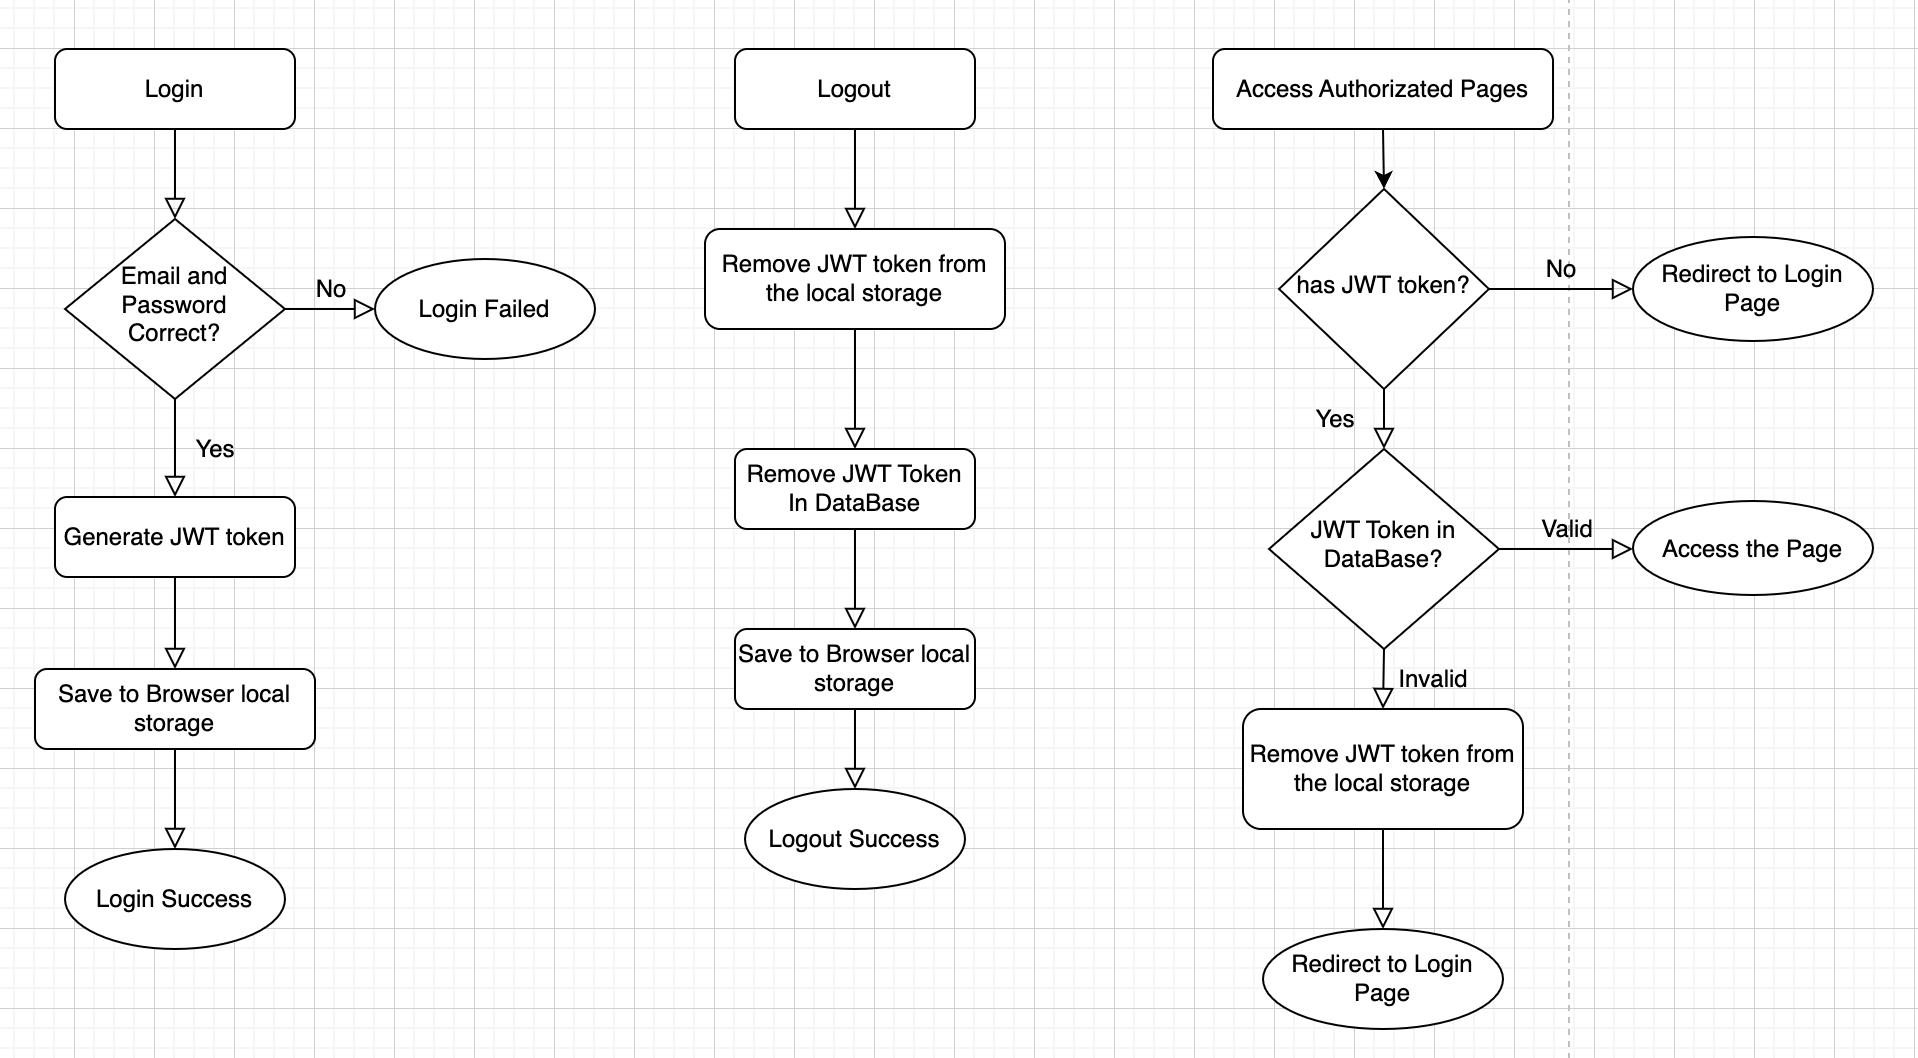 Login
Email and
Password
Correct?
No
Login Failed
Yes
Generate JWT token
Save to Browser local
storage
Login Success
Logout
Remove JWT token from
the local storage
Remove JWT Token
In DataBase
Save to Browser local
storage
Logout Success
Access Authorizated Pages
has JWT token?
No
Redirect to Login
Page
Yes
JWT Token in
DataBase?
Valid
Access the Page
Invalid
Remove JWT token from
the local storage
Redirect to Login
Page